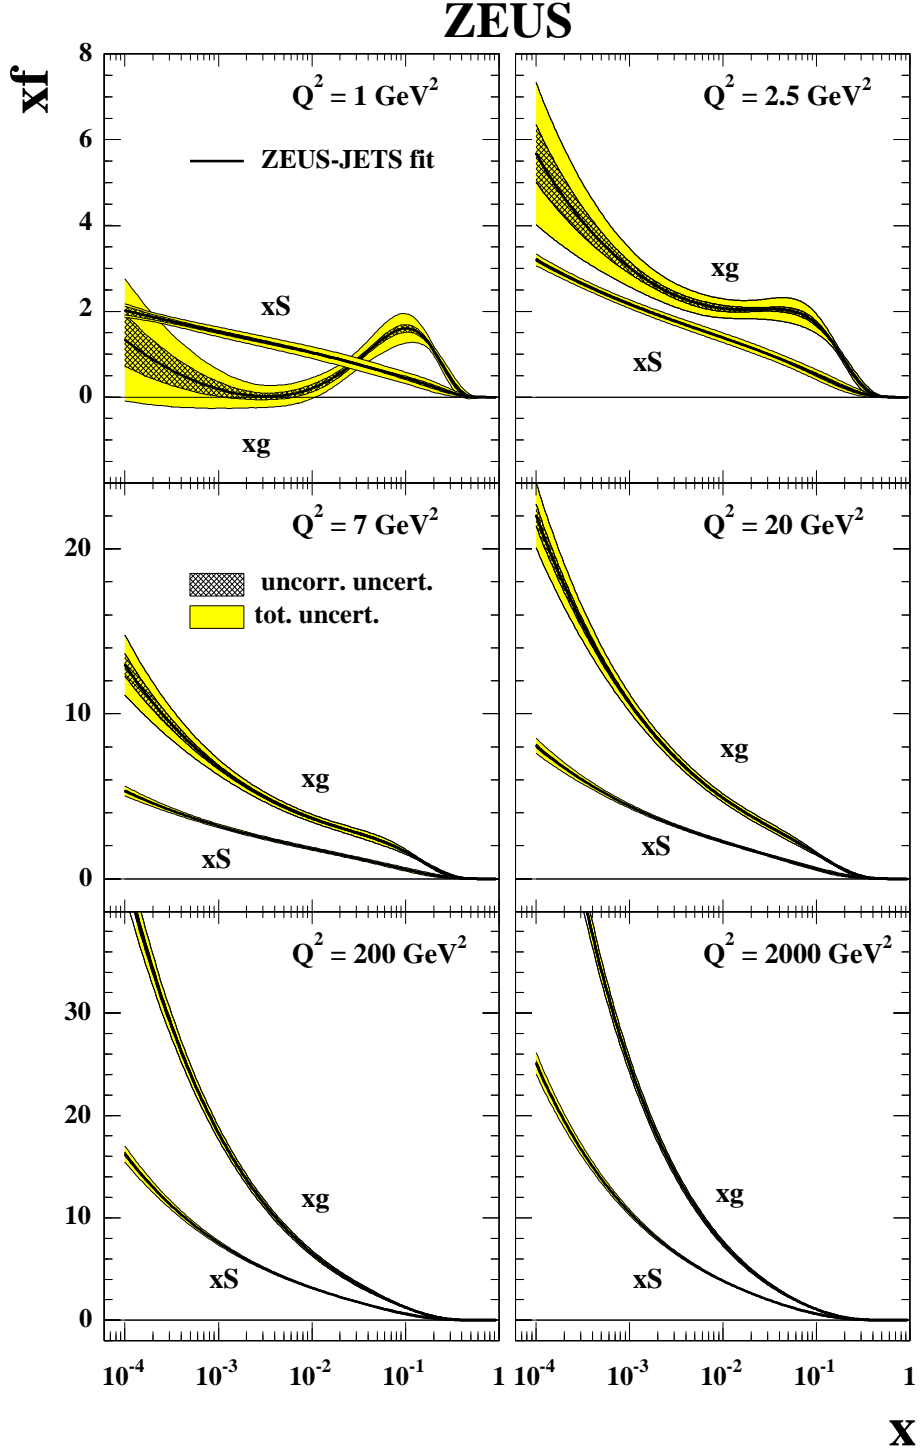 ZEUS
xf
8
6
4
2
0
Q² = 1 GeV²
ZEUS-JETS fit
xS
xg
Q² = 2.5 GeV²
xg
xS
20
10
0
Q² = 7 GeV²
uncorr. uncert.
tot. uncert.
xg
xS
Q² = 20 GeV²
xg
xS
30
20
10
0
Q² = 200 GeV²
xg
xS
Q² = 2000 GeV²
xg
xS
10⁻⁴ 10⁻³ 10⁻² 10⁻¹ 1 10⁻⁴ 10⁻³ 10⁻² 10⁻¹ 1
x